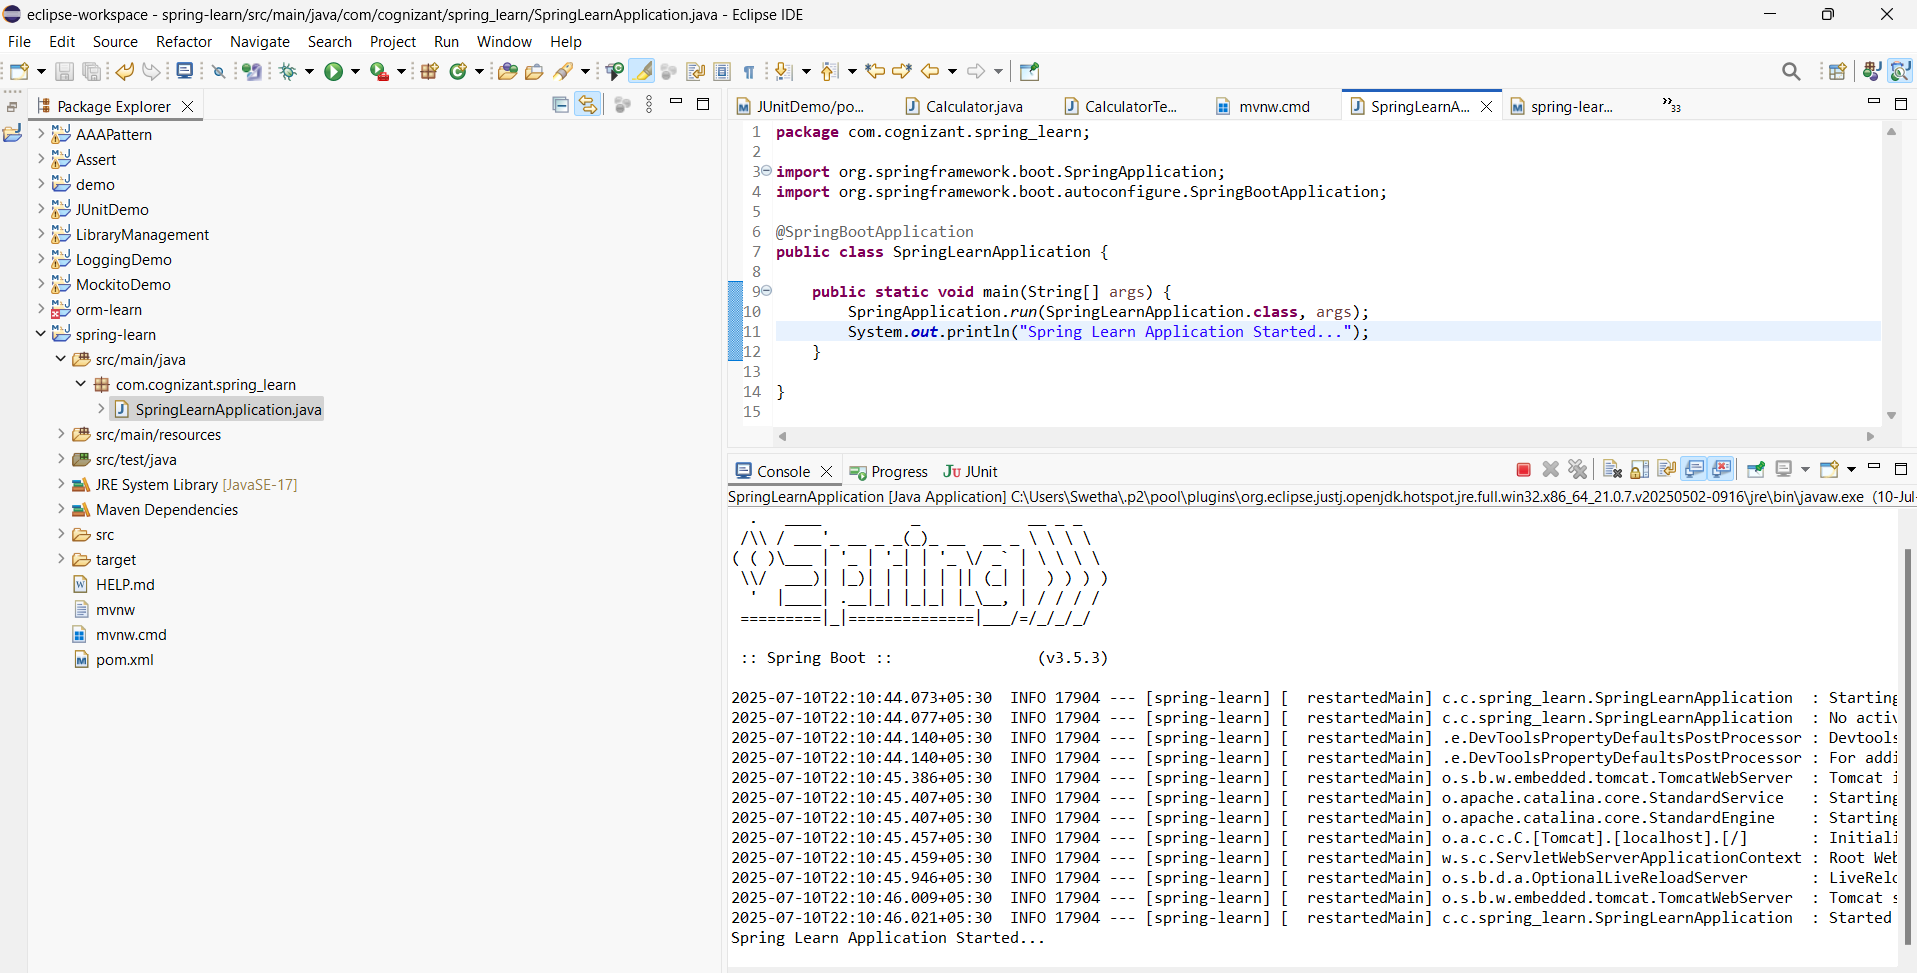 eclipse-workspace - spring-learn/src/main/java/com/cognizant/spring_learn/SpringLearnApplication.java - Eclipse IDE
File Edit Source Refactor Navigate Search Project Run Window Help
Package Explorer
AAAPattern
Assert
demo
JUnitDemo
LibraryManagement
LoggingDemo
MockitoDemo
orm-learn
spring-learn
src/main/java
com.cognizant.spring_learn
SpringLearnApplication.java
src/main/resources
src/test/java
JRE System Library [JavaSE-17]
Maven Dependencies
src
target
HELP.md
mvnw
mvnw.cmd
pom.xml
JUnitDemo/po... Calculator.java CalculatorTe... mvnw.cmd SpringLearnA... spring-lear... »33
1 package com.cognizant.spring_learn;
2
3 import org.springframework.boot.SpringApplication;
4 import org.springframework.boot.autoconfigure.SpringBootApplication;
5
6 @SpringBootApplication
7 public class SpringLearnApplication {
8
9 public static void main(String[] args) {
10 SpringApplication.run(SpringLearnApplication.class, args);
11 System.out.println("Spring Learn Application Started...");
12 }
13
14 }
15
Console Progress JUnit
SpringLearnApplication [Java Application] C:\Users\Swetha\.p2\pool\plugins\org.eclipse.justj.openjdk.hotspot.jre.full.win32.x86_64_21.0.7.v20250502-0916\jre\bin\javaw.exe (10-Jul-
Spring
:: Spring Boot :: (v3.5.3)
2025-07-10T22:10:44.073+05:30 INFO 17904 --- [spring-learn] [ restartedMain] c.c.spring_learn.SpringLearnApplication : Starting
2025-07-10T22:10:44.077+05:30 INFO 17904 --- [spring-learn] [ restartedMain] c.c.spring_learn.SpringLearnApplication : No activ
2025-07-10T22:10:44.140+05:30 INFO 17904 --- [spring-learn] [ restartedMain] .e.DevToolsPropertyDefaultsPostProcessor : Devtools
2025-07-10T22:10:44.140+05:30 INFO 17904 --- [spring-learn] [ restartedMain] .e.DevToolsPropertyDefaultsPostProcessor : For addi
2025-07-10T22:10:45.386+05:30 INFO 17904 --- [spring-learn] [ restartedMain] o.s.b.w.embedded.tomcat.TomcatWebServer : Tomcat i
2025-07-10T22:10:45.407+05:30 INFO 17904 --- [spring-learn] [ restartedMain] o.apache.catalina.core.StandardService : Starting
2025-07-10T22:10:45.407+05:30 INFO 17904 --- [spring-learn] [ restartedMain] o.apache.catalina.core.StandardEngine : Starting
2025-07-10T22:10:45.457+05:30 INFO 17904 --- [spring-learn] [ restartedMain] o.a.c.c.C.[Tomcat].[localhost].[/] : Initiali
2025-07-10T22:10:45.459+05:30 INFO 17904 --- [spring-learn] [ restartedMain] w.s.c.ServletWebServerApplicationContext : Root Web
2025-07-10T22:10:45.946+05:30 INFO 17904 --- [spring-learn] [ restartedMain] o.s.b.d.a.OptionalLiveReloadServer : LiveRelo
2025-07-10T22:10:46.009+05:30 INFO 17904 --- [spring-learn] [ restartedMain] o.s.b.w.embedded.tomcat.TomcatWebServer : Tomcat s
2025-07-10T22:10:46.021+05:30 INFO 17904 --- [spring-learn] [ restartedMain] c.c.spring_learn.SpringLearnApplication : Started
Spring Learn Application Started...